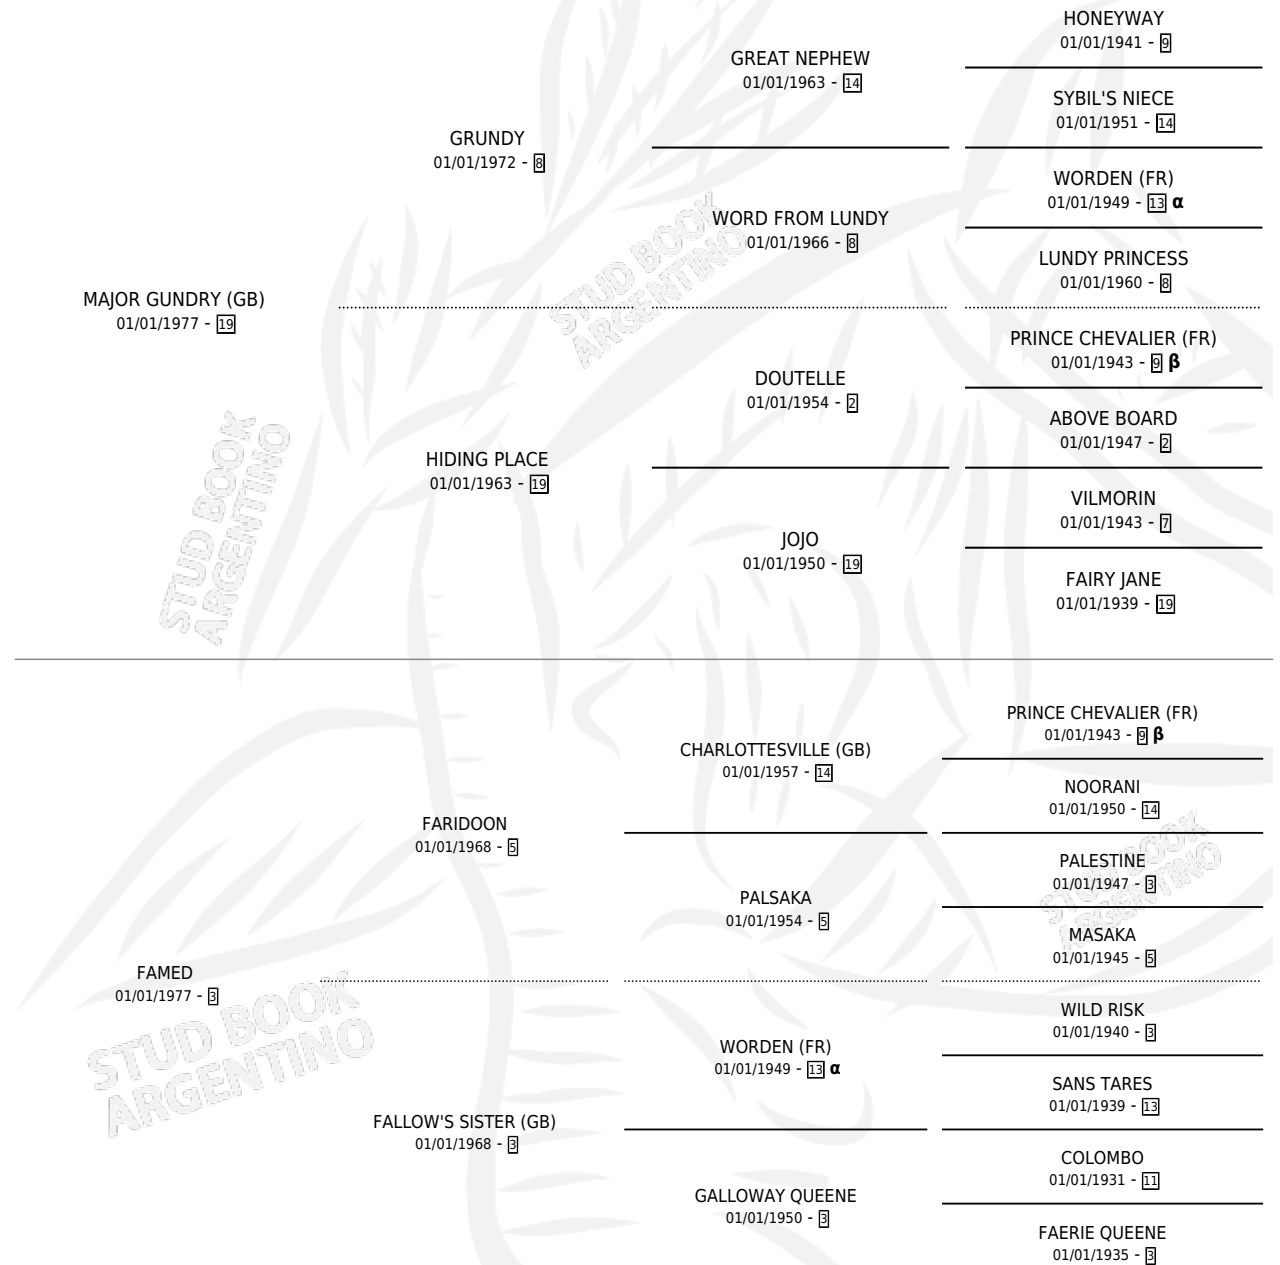 HONEYWAY
01/01/1941 - 9
GREAT NEPHEW
01/01/1963 - 14
SYBIL'S NIECE
01/01/1951 - 14
GRUNDY
01/01/1972 - 8
WORDEN (FR)
01/01/1949 - 13 α
WORD FROM LUNDY
01/01/1966 - 8
LUNDY PRINCESS
01/01/1960 - 8
MAJOR GUNDRY (GB)
01/01/1977 - 19
PRINCE CHEVALIER (FR)
01/01/1943 - 9 β
DOUTELLE
01/01/1954 - 2
ABOVE BOARD
01/01/1947 - 2
HIDING PLACE
01/01/1963 - 19
VILMORIN
01/01/1943 - 7
JOJO
01/01/1950 - 19
FAIRY JANE
01/01/1939 - 19
PRINCE CHEVALIER (FR)
01/01/1943 - 9 β
CHARLOTTESVILLE (GB)
01/01/1957 - 14
NOORANI
01/01/1950 - 14
FARIDOON
01/01/1968 - 5
PALESTINE
01/01/1947 - 3
PALSAKA
01/01/1954 - 5
MASAKA
01/01/1945 - 5
FAMED
01/01/1977 - 3
WILD RISK
01/01/1940 - 3
WORDEN (FR)
01/01/1949 - 13 α
SANS TARES
01/01/1939 - 13
FALLOW'S SISTER (GB)
01/01/1968 - 3
COLOMBO
01/01/1931 - 11
GALLOWAY QUEENE
01/01/1950 - 3
FAERIE QUEENE
01/01/1935 - 3
STUD BOOK
ARGENTINO
STUD BOOK
ARGENTINO
STUD BOOK
ARGENTINO
STUD BOOK
ARGENTINO